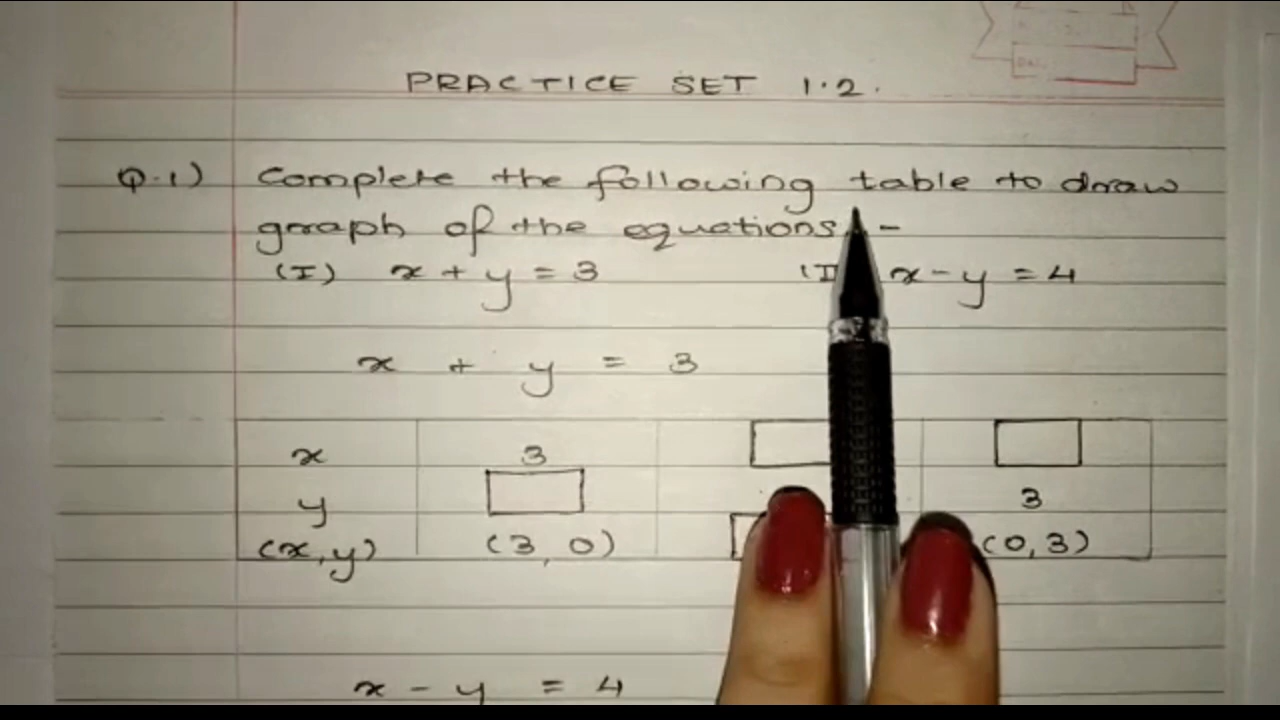 PRACTICE SET 1.2.
Q.1) Complete the following table to draw
graph of the equations -
(I) x + y = 3 (II x - y = 4
x + y = 3
x 3
y 3
(x,y) (3, 0) (0,3)
x - y = 4